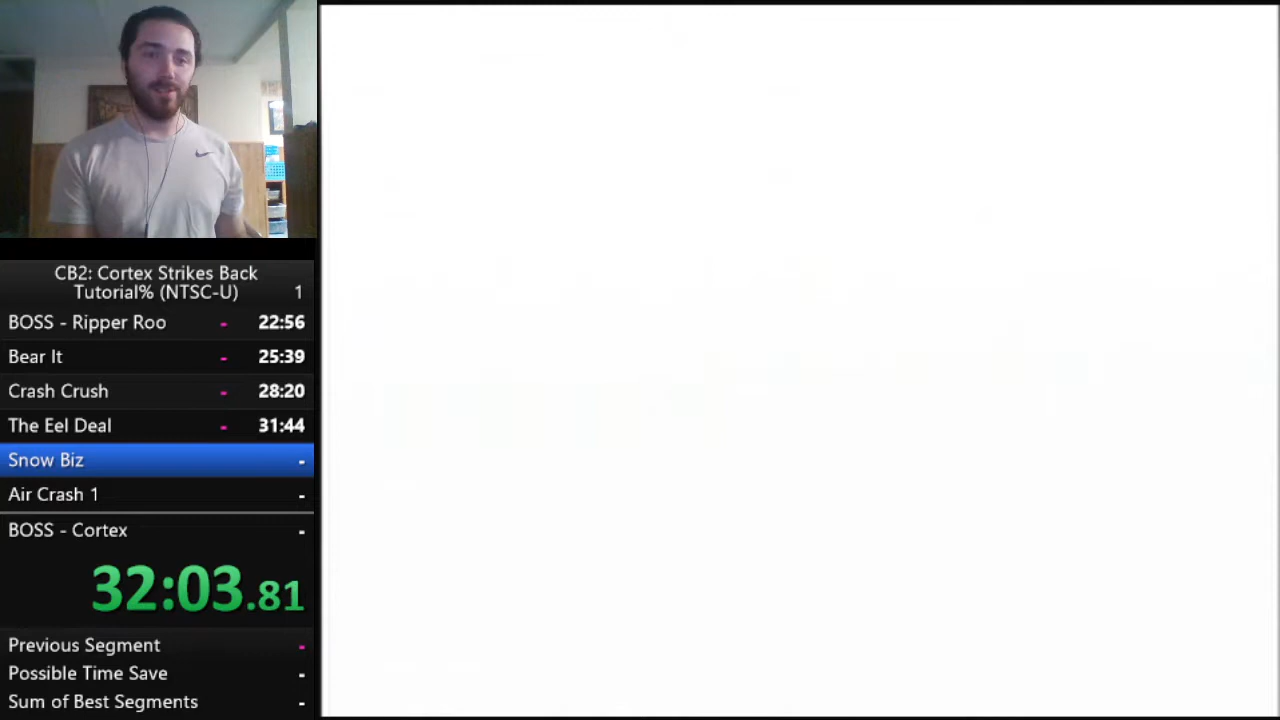 CB2: Cortex Strikes Back
Tutorial% (NTSC-U) 1
BOSS - Ripper Roo - 22:56
Bear It - 25:39
Crash Crush - 28:20
The Eel Deal - 31:44
Snow Biz -
Air Crash 1 -
BOSS - Cortex -
32:03.81
Previous Segment -
Possible Time Save -
Sum of Best Segments -